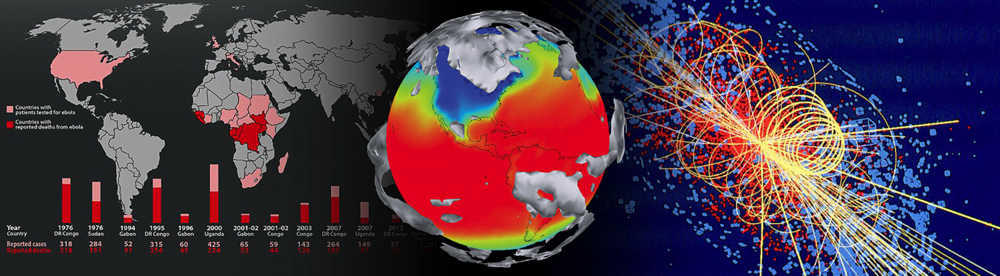 Countries with
patients tested for ebola
Countries with
reported deaths from ebola
Year 1976 1976 1994 1995 1996 2000 2001-02 2001-02 2003 2007 2007 2012
Country DR Congo Sudan Gabon DR Congo Gabon Uganda Gabon Congo Congo DR Congo Uganda DR Congo
Reported cases 318 284 52 315 60 425 65 59 143 264 149 57
Reported deaths 218 151 31 254 45 224 53 44 128 187 37